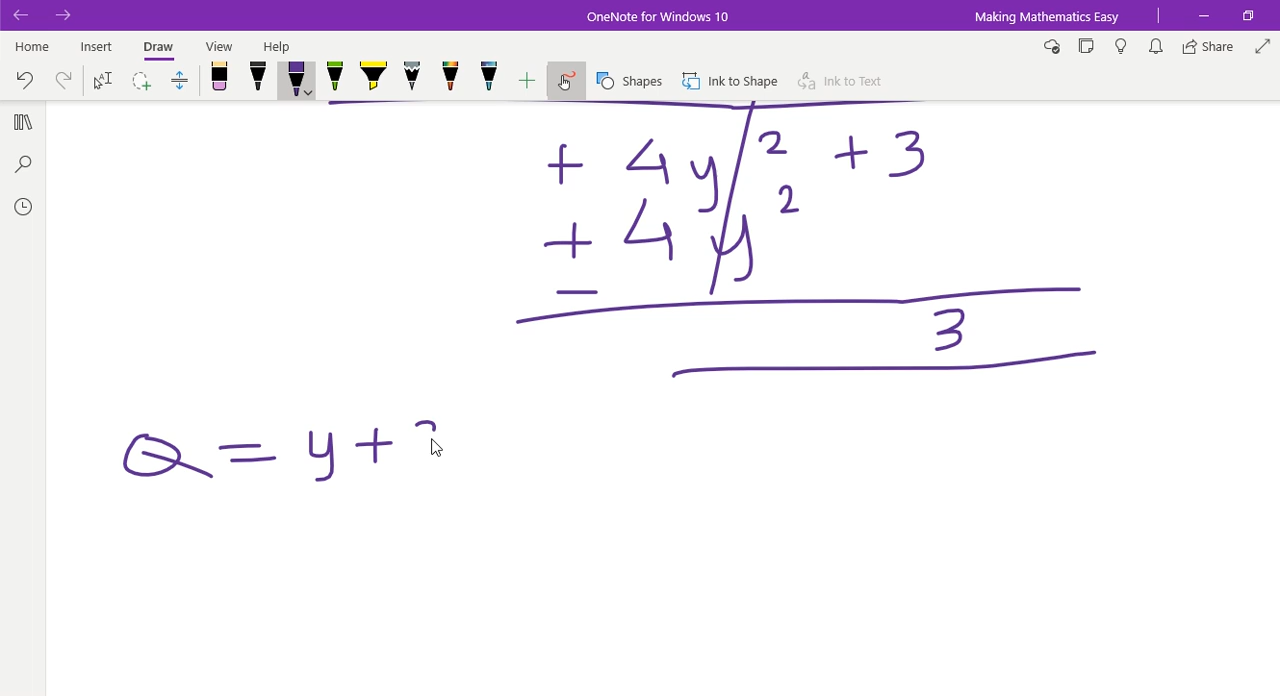 OneNote for Windows 10 Making Mathematics Easy
Home Insert Draw View Help Share
Shapes Ink to Shape Ink to Text
+ 4y² + 3
+ 4y²
−
3
Q = y +